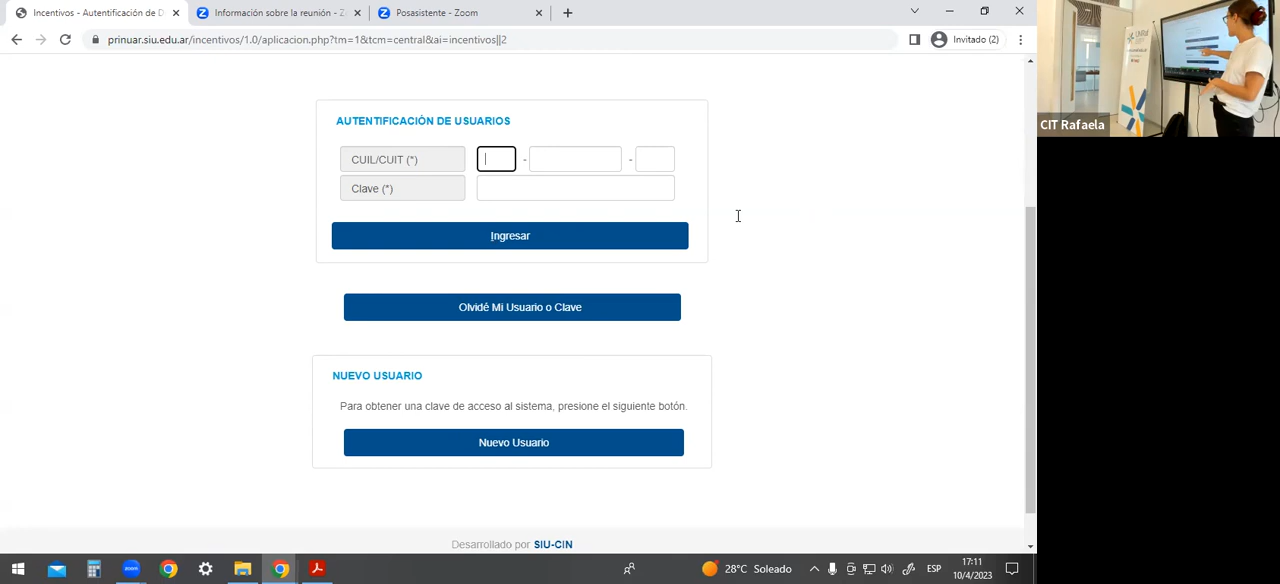 Incentivos - Autentificación de D
Información sobre la reunión - Z
Posasistente - Zoom
prinuar.siu.edu.ar/incentivos/1.0/aplicacion.php?tm=1&tcm=central&ai=incentivos||2
Invitado (2)
CIT Rafaela
AUTENTIFICACIÓN DE USUARIOS
CUIL/CUIT (*)
- -
Clave (*)
Ingresar
Olvidé Mi Usuario o Clave
NUEVO USUARIO
Para obtener una clave de acceso al sistema, presione el siguiente botón.
Nuevo Usuario
Desarrollado por SIU-CIN
zoom
28°C Soleado
ESP
17:11
10/4/2023